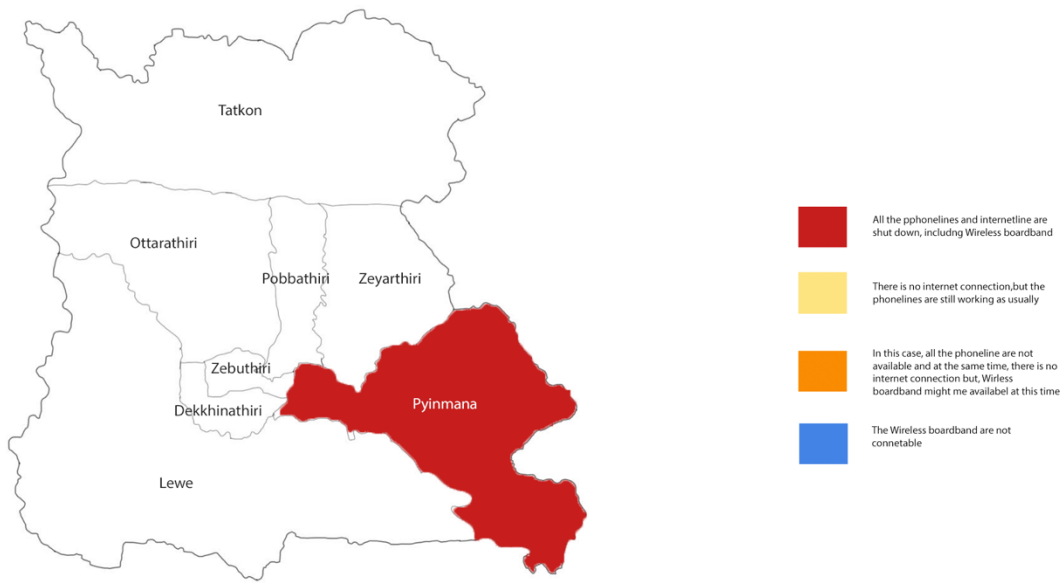 Tatkon
Ottarathiri
Pobbathiri
Zeyarthiri
Zebuthiri
Dekkhinathiri
Pyinmana
Lewe
All the pphonelines and internetline are
shut down, includng Wireless boardband
There is no internet connection,but the
phonelines are still working as usually
In this case, all the phoneline are not
available and at the same time, there is no
internet connection but, Wirless
boardband might me availabel at this time
The Wireless boardband are not
connetable